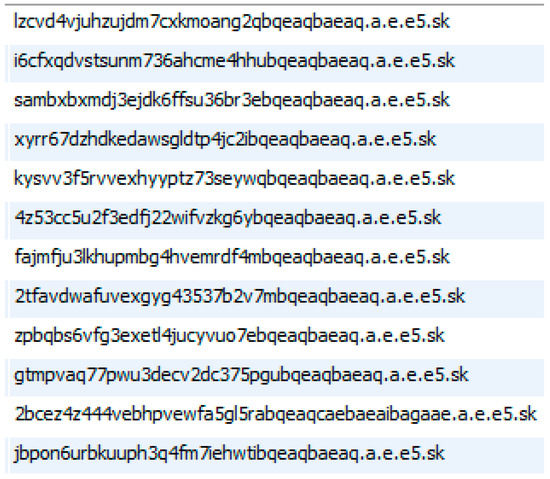 lzcvd4vjuhzujdm7cxkmoang2qbqeaqbaeaq.a.e.e5.sk
i6cfxqdvstsunm736ahcme4hhubqeaqbaeaq.a.e.e5.sk
sambxbxmdj3ejdk6ffsu36br3ebqeaqbaeaq.a.e.e5.sk
xyrr67dzhdkedawsgldtp4jc2ibqeaqbaeaq.a.e.e5.sk
kysvv3f5rvvexhyyptz73seywqbqeaqbaeaq.a.e.e5.sk
4z53cc5u2f3edfj22wifvzkg6ybqeaqbaeaq.a.e.e5.sk
fajmfju3lkhupmbg4hvemrdf4mbqeaqbaeaq.a.e.e5.sk
2tfavdwafuvexgyg43537b2v7mbqeaqbaeaq.a.e.e5.sk
zpbqbs6vfg3exetl4jucyvuo7ebqeaqbaeaq.a.e.e5.sk
gtmpvaq77pwu3decv2dc375pgubqeaqbaeaq.a.e.e5.sk
2bcez4z444vebhpvewfa5gl5rabqeaqcaebaeaibagaae.a.e.e5.sk
jbpon6urbkuuph3q4fm7iehwtibqeaqbaeaq.a.e.e5.sk